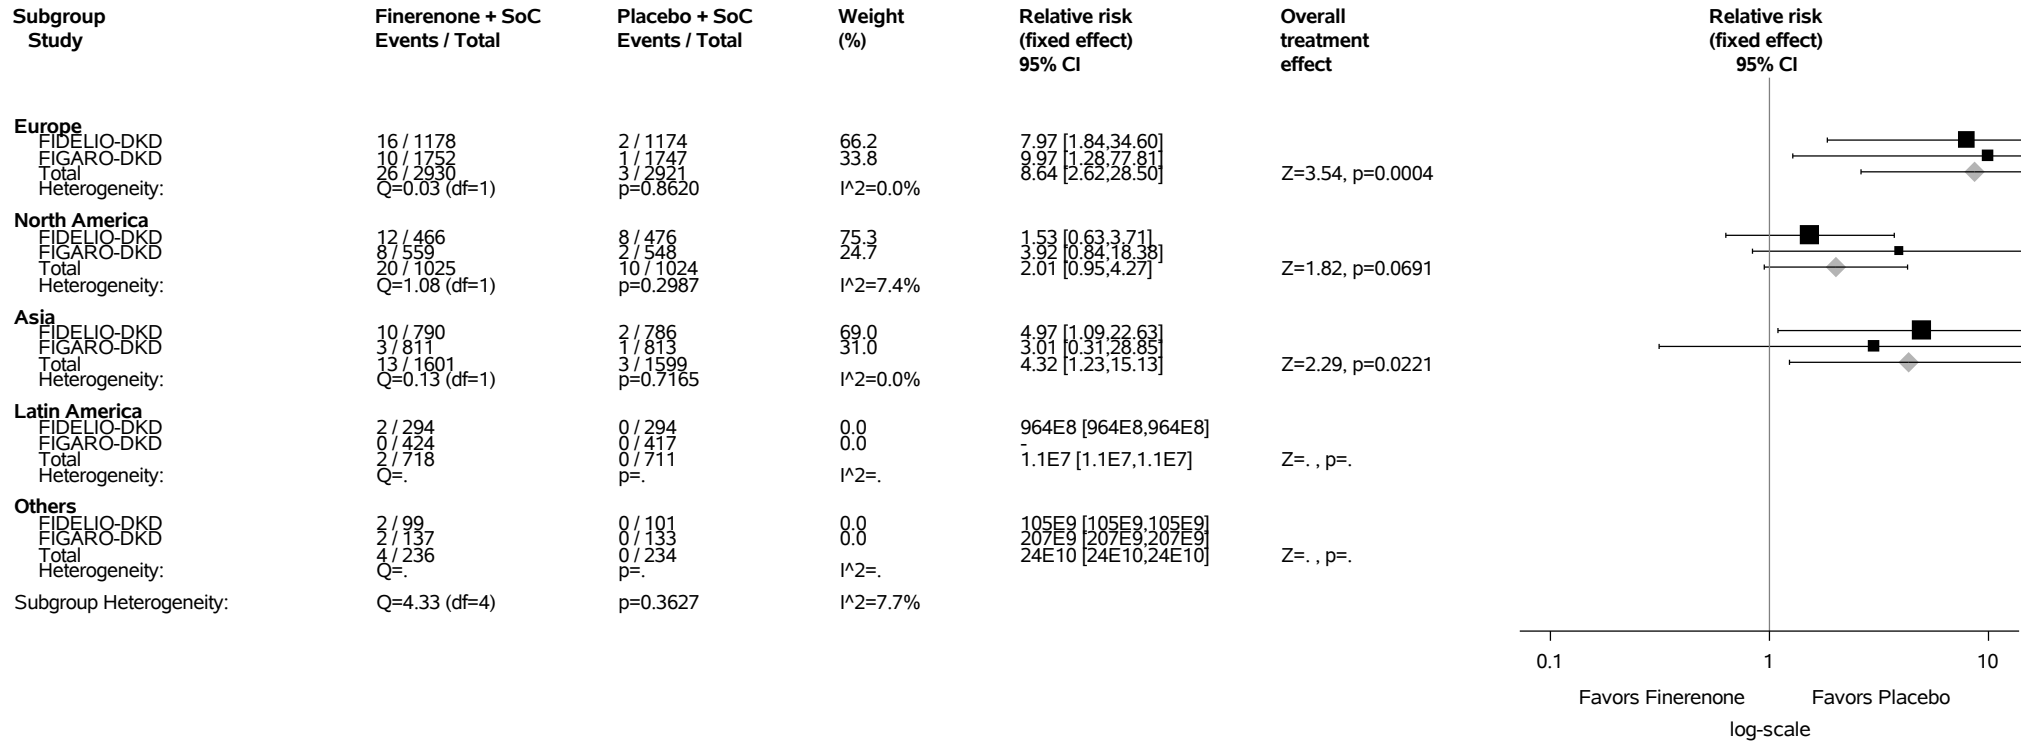 Subgroup Finerenone + SoC Placebo + SoC Weight Relative risk Overall Relative risk
Study Events / Total Events / Total (%) (fixed effect) treatment (fixed effect)
95% CI effect 95% CI
Europe
FIDELIO-DKD 16 / 1178 2 / 1174 66.2 7.97 [1.84,34.60]
FIGARO-DKD 10 / 1752 1 / 1747 33.8 9.97 [1.28,77.81]
Total 26 / 2930 3 / 2921 8.64 [2.62,28.50] Z=3.54, p=0.0004
Heterogeneity: Q=0.03 (df=1) p=0.8620 I^2=0.0%
North America
FIDELIO-DKD 12 / 466 8 / 476 75.3 1.53 [0.63,3.71]
FIGARO-DKD 8 / 559 2 / 548 24.7 3.92 [0.84,18.38]
Total 20 / 1025 10 / 1024 2.01 [0.95,4.27] Z=1.82, p=0.0691
Heterogeneity: Q=1.08 (df=1) p=0.2987 I^2=7.4%
Asia
FIDELIO-DKD 10 / 790 2 / 786 69.0 4.97 [1.09,22.63]
FIGARO-DKD 3 / 811 1 / 813 31.0 3.01 [0.31,28.85]
Total 13 / 1601 3 / 1599 4.32 [1.23,15.13] Z=2.29, p=0.0221
Heterogeneity: Q=0.13 (df=1) p=0.7165 I^2=0.0%
Latin America
FIDELIO-DKD 2 / 294 0 / 294 0.0 964E8 [964E8,964E8]
FIGARO-DKD 0 / 424 0 / 417 0.0 -
Total 2 / 718 0 / 711 1.1E7 [1.1E7,1.1E7] Z=. , p=.
Heterogeneity: Q=. p=. I^2=.
Others
FIDELIO-DKD 2 / 99 0 / 101 0.0 105E9 [105E9,105E9]
FIGARO-DKD 2 / 137 0 / 133 0.0 207E9 [207E9,207E9]
Total 4 / 236 0 / 234 24E10 [24E10,24E10] Z=. , p=.
Heterogeneity: Q=. p=. I^2=.
Subgroup Heterogeneity: Q=4.33 (df=4) p=0.3627 I^2=7.7%
0.1 1 10
Favors Finerenone Favors Placebo
log-scale